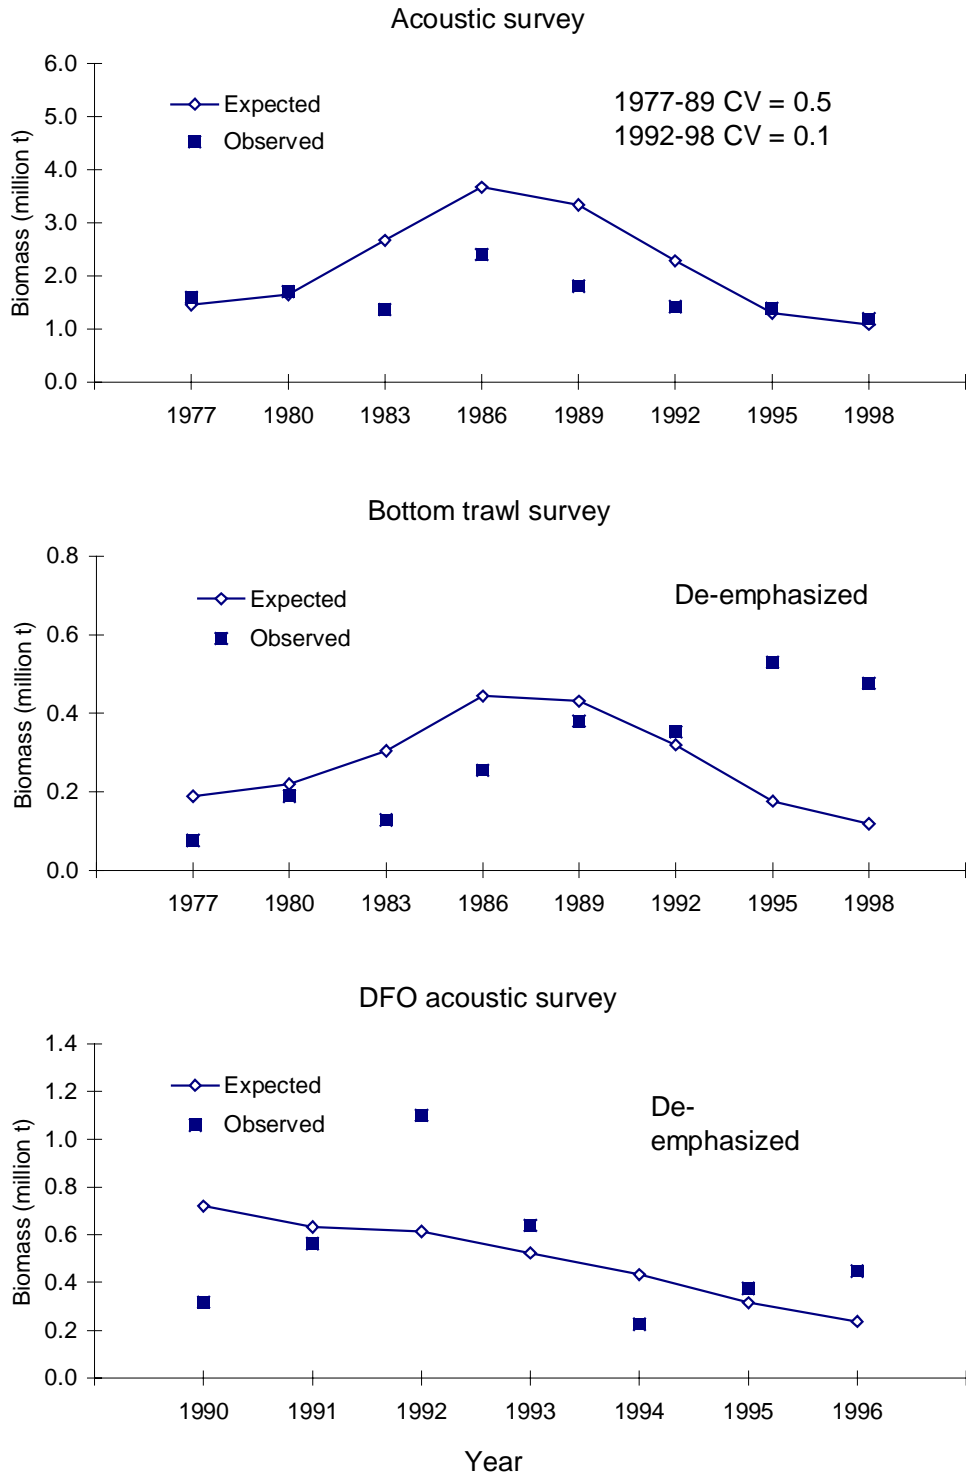 Acoustic survey
6.0
5.0
4.0
3.0
2.0
1.0
0.0
Biomass (million t)
Expected
Observed
1977-89 CV = 0.5
1992-98 CV = 0.1
1977 1980 1983 1986 1989 1992 1995 1998
Bottom trawl survey
0.8
0.6
0.4
0.2
0.0
Biomass (million t)
Expected
Observed
De-emphasized
1977 1980 1983 1986 1989 1992 1995 1998
DFO acoustic survey
1.4
1.2
1.0
0.8
0.6
0.4
0.2
0.0
Biomass (million t)
Expected
Observed
De-
emphasized
1990 1991 1992 1993 1994 1995 1996
Year